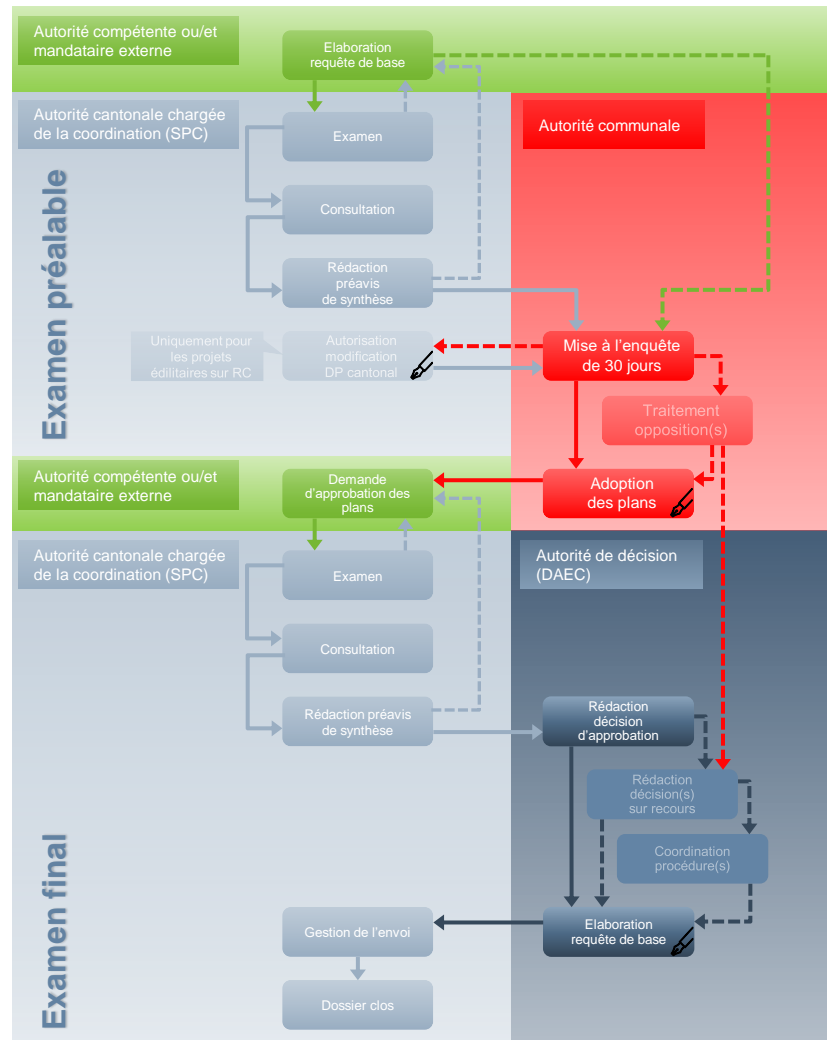 Autorité compétente ou/et
mandataire externe
Elaboration
requête de base
Autorité cantonale chargée
de la coordination (SPC)
Autorité communale
Examen
Consultation
Rédaction
préavis
de synthèse
Examen préalable
Uniquement pour
les projets
édilitaires sur RC
Autorisation
modification
DP cantonal
Mise à l'enquête
de 30 jours
Traitement
opposition(s)
Autorité compétente ou/et
mandataire externe
Demande
d'approbation des
plans
Adoption
des plans
Autorité cantonale chargée
de la coordination (SPC)
Autorité de décision
(DAEC)
Examen
Consultation
Rédaction préavis
de synthèse
Rédaction
décision
d'approbation
Rédaction
décision(s)
sur recours
Coordination
procédure(s)
Examen final
Gestion de l'envoi
Elaboration
requête de base
Dossier clos